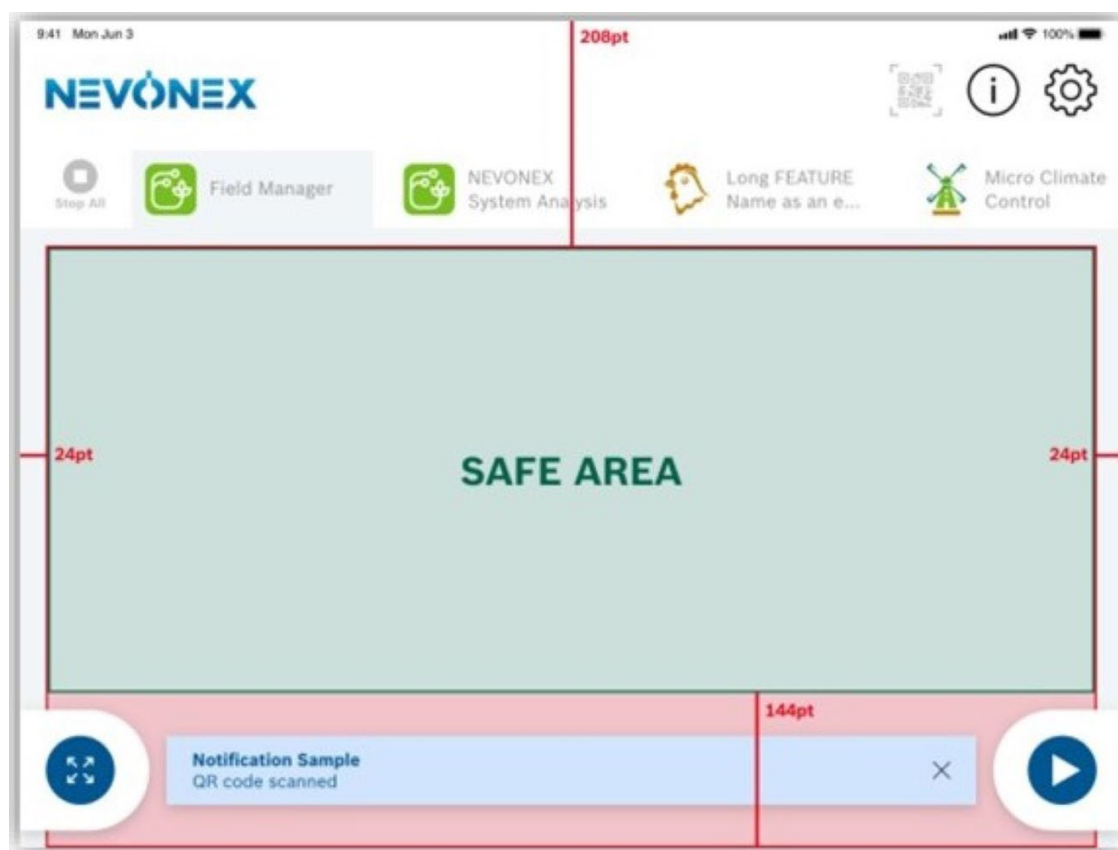 9:41 Mon Jun 3
208pt
100%
NEVONEX
i
Stop All
Field Manager
NEVONEX
System Analysis
Long FEATURE
Name as an e...
Micro Climate
Control
24pt
SAFE AREA
24pt
144pt
Notification Sample
QR code scanned